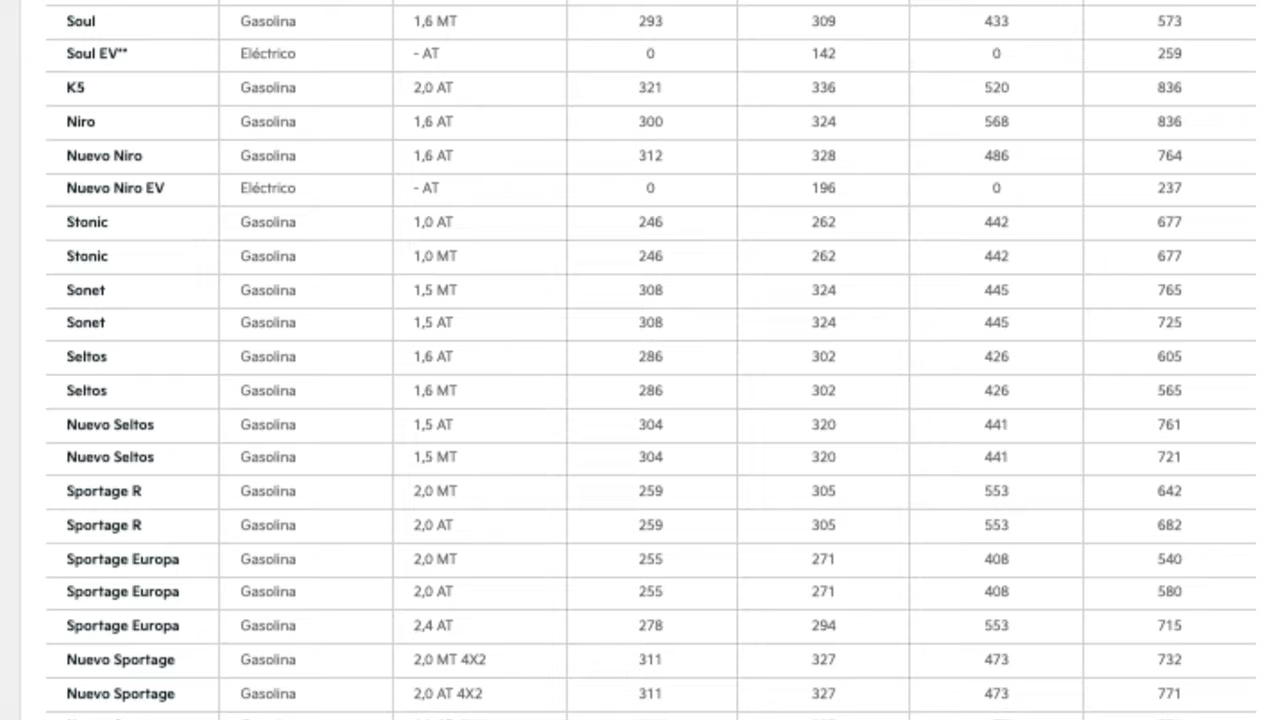 Soul Gasolina 1,6 MT 293 309 433 573
Soul EV** Eléctrico - AT 0 142 0 259
K5 Gasolina 2,0 AT 321 336 520 836
Niro Gasolina 1,6 AT 300 324 568 836
Nuevo Niro Gasolina 1,6 AT 312 328 486 764
Nuevo Niro EV Eléctrico - AT 0 196 0 237
Stonic Gasolina 1,0 AT 246 262 442 677
Stonic Gasolina 1,0 MT 246 262 442 677
Sonet Gasolina 1,5 MT 308 324 445 765
Sonet Gasolina 1,5 AT 308 324 445 725
Seltos Gasolina 1,6 AT 286 302 426 605
Seltos Gasolina 1,6 MT 286 302 426 565
Nuevo Seltos Gasolina 1,5 AT 304 320 441 761
Nuevo Seltos Gasolina 1,5 MT 304 320 441 721
Sportage R Gasolina 2,0 MT 259 305 553 642
Sportage R Gasolina 2,0 AT 259 305 553 682
Sportage Europa Gasolina 2,0 MT 255 271 408 540
Sportage Europa Gasolina 2,0 AT 255 271 408 580
Sportage Europa Gasolina 2,4 AT 278 294 553 715
Nuevo Sportage Gasolina 2,0 MT 4X2 311 327 473 732
Nuevo Sportage Gasolina 2,0 AT 4X2 311 327 473 771